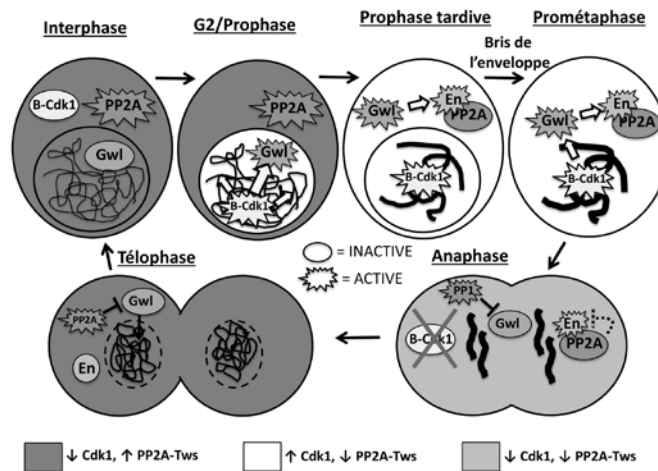 Interphase
G2/Prophase
Prophase tardive
Prométaphase
Bris de
l'enveloppe
B-Cdk1
PP2A
Gwl
PP2A
Gwl
B-Cdk1
Gwl
En
PP2A
B-Cdk1
Gwl
En
PP2A
B-Cdk1
Télophase
= INACTIVE
= ACTIVE
Anaphase
PP2A
Gwl
En
PP1
Gwl
B-Cdk1
En
PP2A
↓ Cdk1, ↑ PP2A-Tws
↑ Cdk1, ↓ PP2A-Tws
↓ Cdk1, ↓ PP2A-Tws